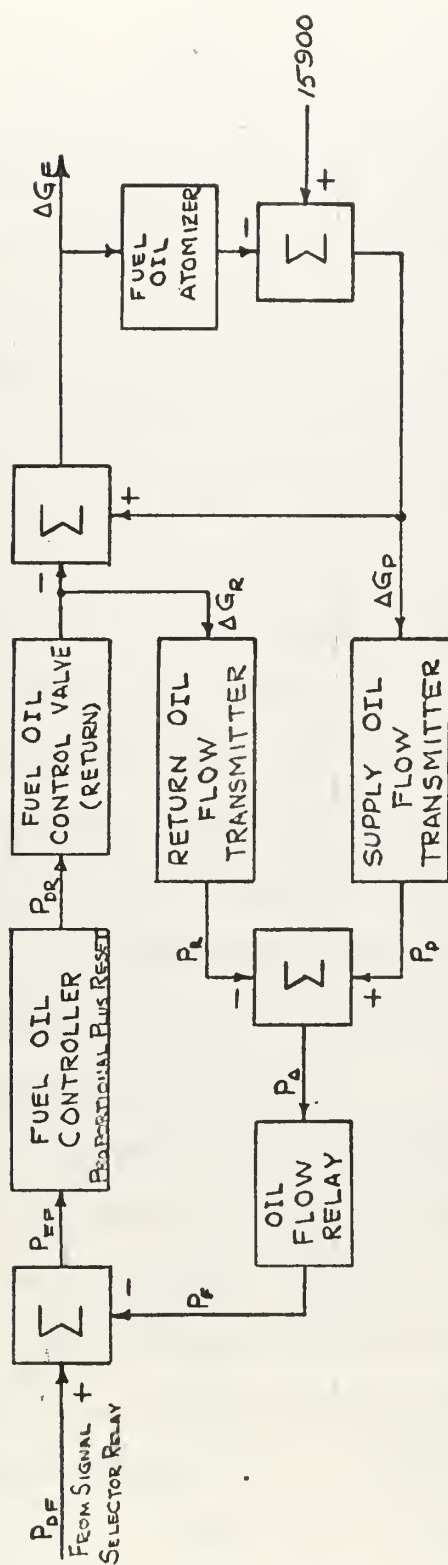 P_DF
+
FROM SIGNAL
SELECTOR RELAY
Σ
-
P_EF
FUEL OIL
CONTROLLER
PROPORTIONAL PLUS RESET
P_DR
FUEL OIL
CONTROL VALVE
(RETURN)
-
Σ
+
ΔG_F
FUEL
OIL
ATOMIZER
-
Σ
+
15900
ΔG_R
RETURN OIL
FLOW
TRANSMITTER
ΔG_P
SUPPLY OIL
FLOW
TRANSMITTER
P_R
-
Σ
+
P_P
P_Δ
OIL
FLOW
RELAY
P_F